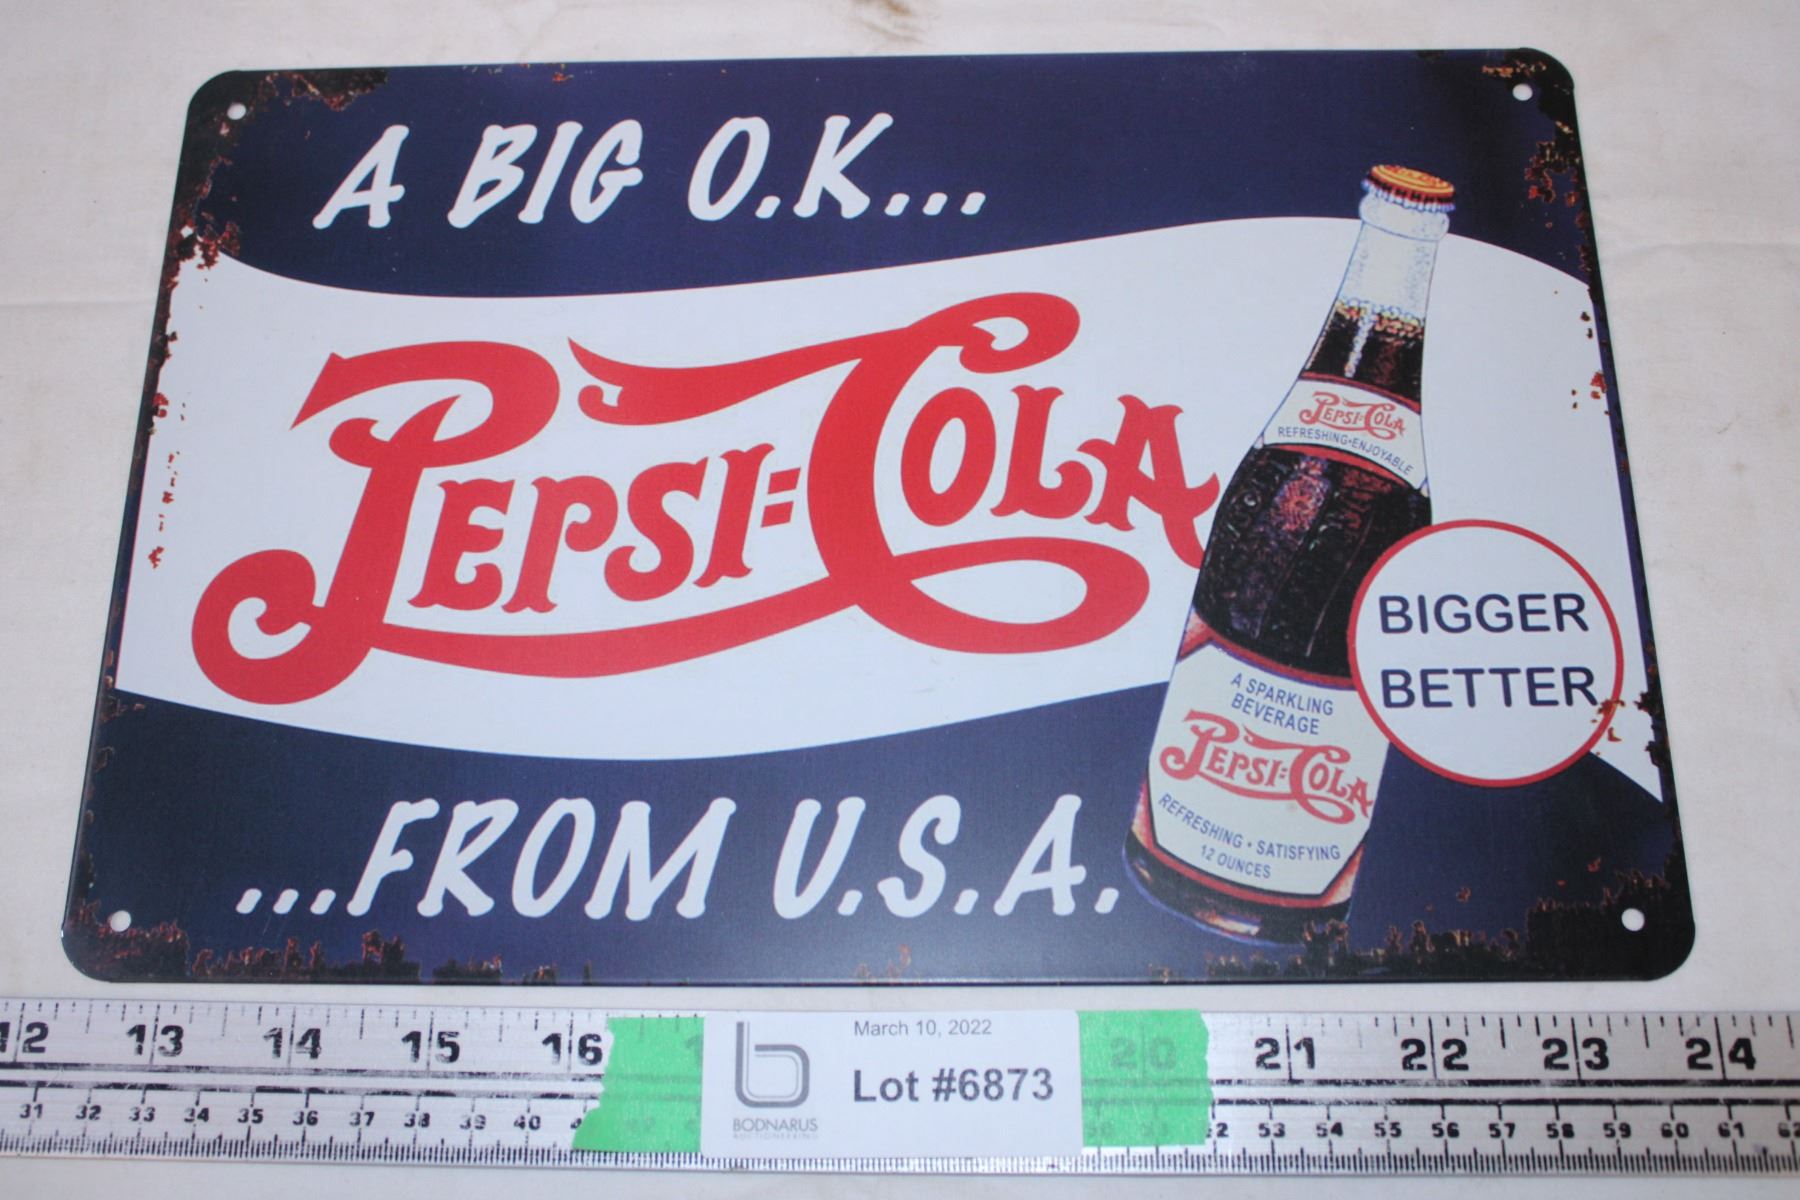 A BIG O.K...
PEPSI=COLA
PEPSI=COLA
REFRESHING•ENJOYABLE
BIGGER
BETTER
A SPARKLING
BEVERAGE
PEPSI=COLA
REFRESHING • SATISFYING
12 OUNCES
...FROM U.S.A.
12 13 14 15 16 20 21 22 23 24
March 10, 2022
Lot #6873
BODNARUS
AUCTIONEERING
31 32 33 34 35 36 37 38 39 40 53 54 55 56 57 58 59 60 61 62